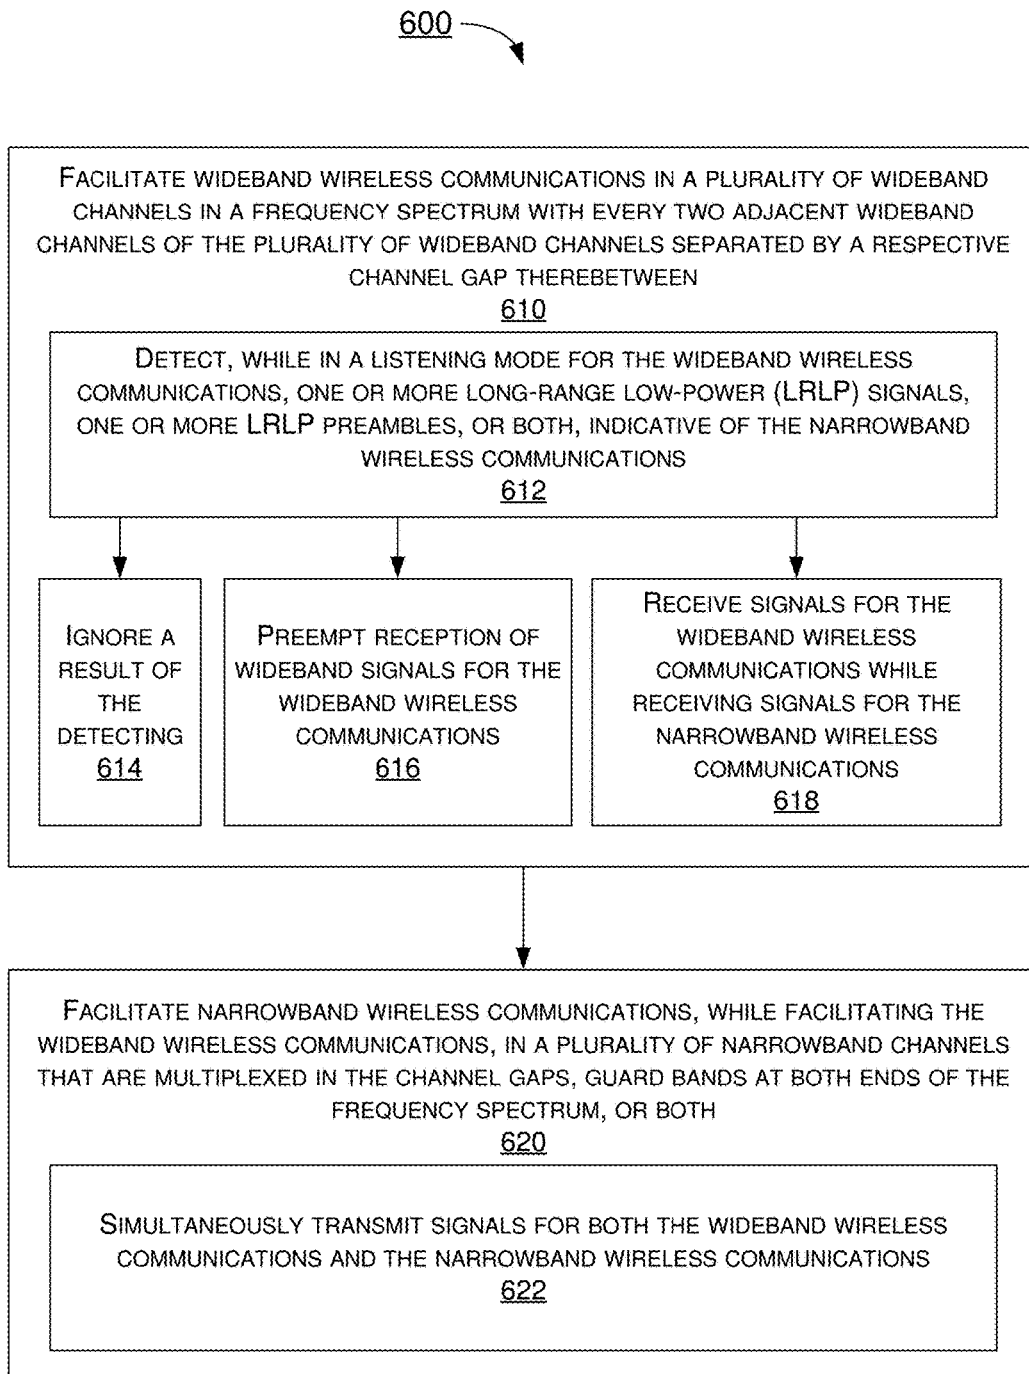 600
FACILITATE WIDEBAND WIRELESS COMMUNICATIONS IN A PLURALITY OF WIDEBAND
CHANNELS IN A FREQUENCY SPECTRUM WITH EVERY TWO ADJACENT WIDEBAND
CHANNELS OF THE PLURALITY OF WIDEBAND CHANNELS SEPARATED BY A RESPECTIVE
CHANNEL GAP THEREBETWEEN
610
DETECT, WHILE IN A LISTENING MODE FOR THE WIDEBAND WIRELESS
COMMUNICATIONS, ONE OR MORE LONG-RANGE LOW-POWER (LRLP) SIGNALS,
ONE OR MORE LRLP PREAMBLES, OR BOTH, INDICATIVE OF THE NARROWBAND
WIRELESS COMMUNICATIONS
612
IGNORE A
RESULT OF
THE
DETECTING
614
PREEMPT RECEPTION OF
WIDEBAND SIGNALS FOR THE
WIDEBAND WIRELESS
COMMUNICATIONS
616
RECEIVE SIGNALS FOR THE
WIDEBAND WIRELESS
COMMUNICATIONS WHILE
RECEIVING SIGNALS FOR THE
NARROWBAND WIRELESS
COMMUNICATIONS
618
FACILITATE NARROWBAND WIRELESS COMMUNICATIONS, WHILE FACILITATING THE
WIDEBAND WIRELESS COMMUNICATIONS, IN A PLURALITY OF NARROWBAND CHANNELS
THAT ARE MULTIPLEXED IN THE CHANNEL GAPS, GUARD BANDS AT BOTH ENDS OF THE
FREQUENCY SPECTRUM, OR BOTH
620
SIMULTANEOUSLY TRANSMIT SIGNALS FOR BOTH THE WIDEBAND WIRELESS
COMMUNICATIONS AND THE NARROWBAND WIRELESS COMMUNICATIONS
622